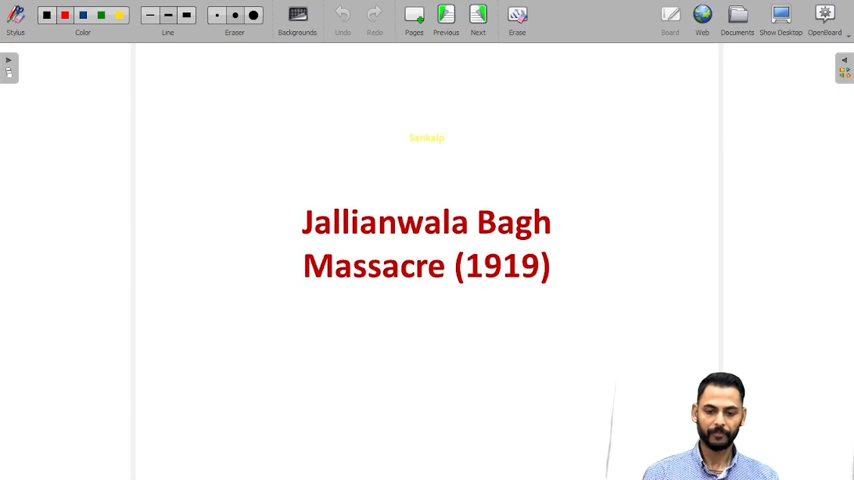 Stylus
Color
Line
Eraser
Backgrounds
Undo
Redo
Pages
Previous
Next
Erase
Board
Web
Documents
Show Desktop
OpenBoard
Sankalp
Jallianwala Bagh
Massacre (1919)